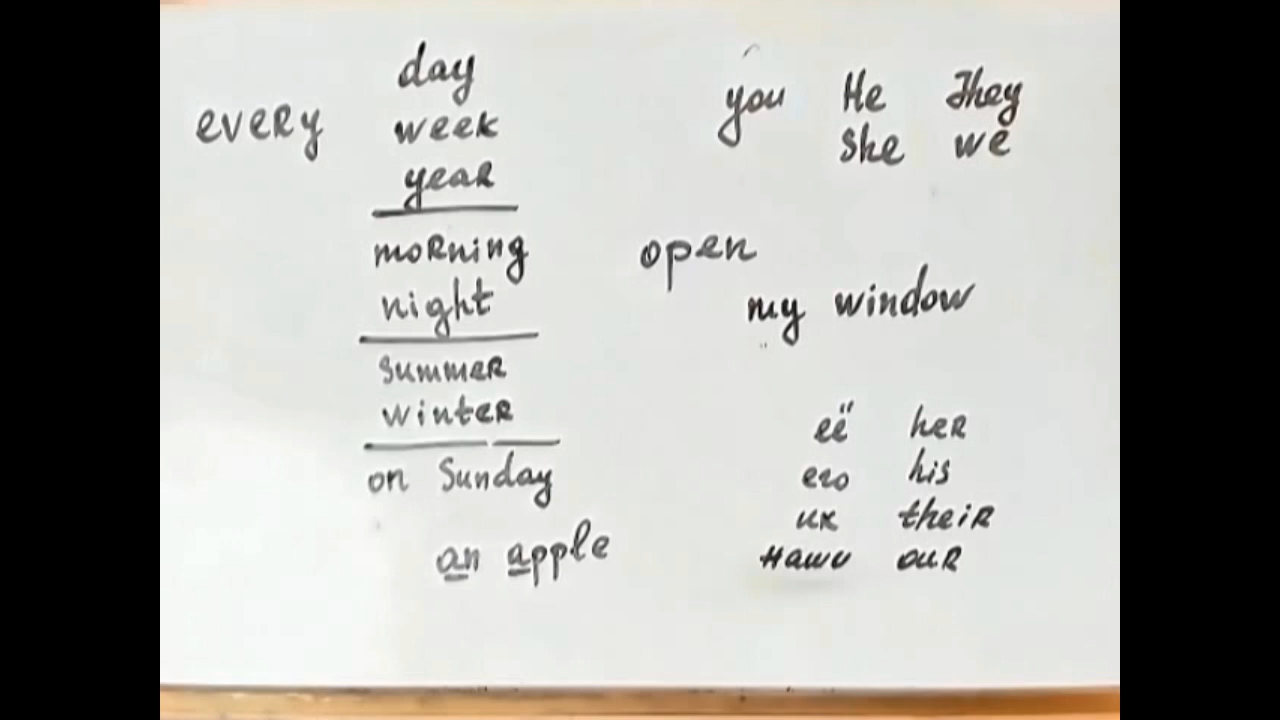 day
every week
year
morning
night
summer
winter
on Sunday
an apple
you He They
She we
open
my window
её her
его his
их their
наши our